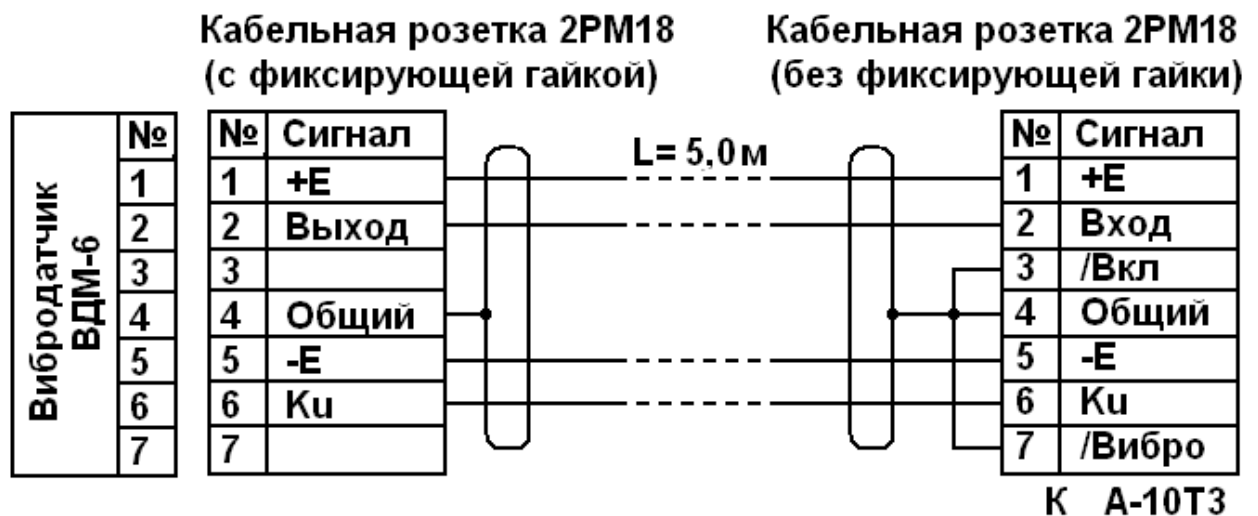 Кабельная розетка 2РМ18
(с фиксирующей гайкой)
Кабельная розетка 2РМ18
(без фиксирующей гайки)
Вибродатчик
ВДМ-6
№
1
2
3
4
5
6
7
№ Сигнал
1 +Е
2 Выход
3
4 Общий
5 -Е
6 Ku
7
L= 5,0м
№ Сигнал
1 +Е
2 Вход
3 /Вкл
4 Общий
5 -Е
6 Ku
7 /Вибро
К А-10Т3